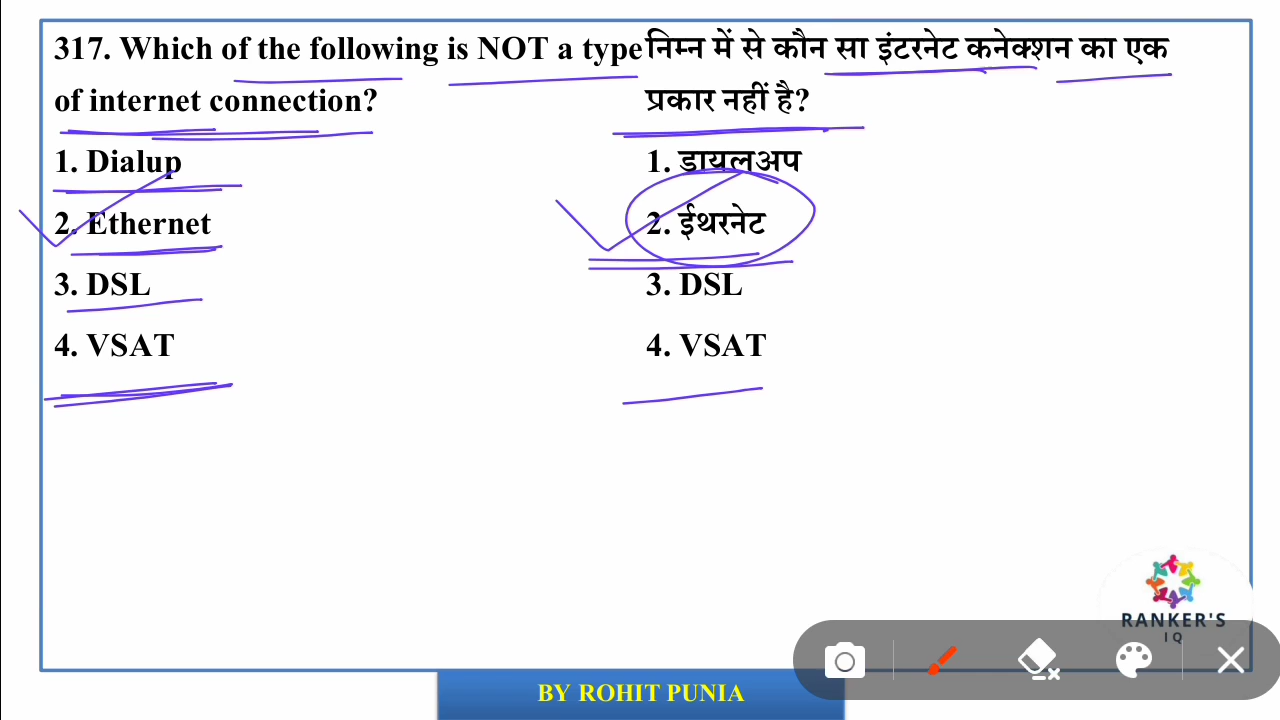 317. Which of the following is NOT a type
of internet connection?
1. Dialup
2. Ethernet
3. DSL
4. VSAT
निम्न में से कौन सा इंटरनेट कनेक्शन का एक
प्रकार नहीं है?
1. डायलअप
2. ईथरनेट
3. DSL
4. VSAT
RANKER'S
IQ
BY ROHIT PUNIA